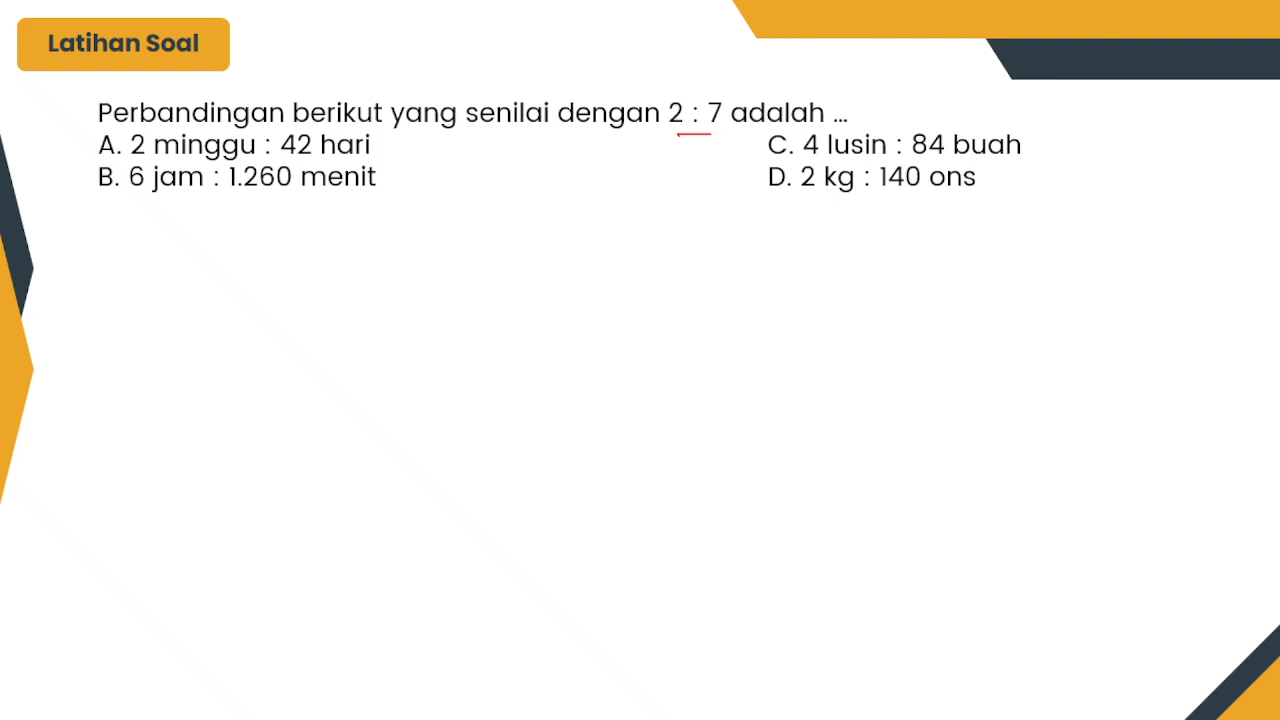 Latihan Soal
Perbandingan berikut yang senilai dengan 2 : 7 adalah ...
A. 2 minggu : 42 hari
C. 4 lusin : 84 buah
B. 6 jam : 1.260 menit
D. 2 kg : 140 ons